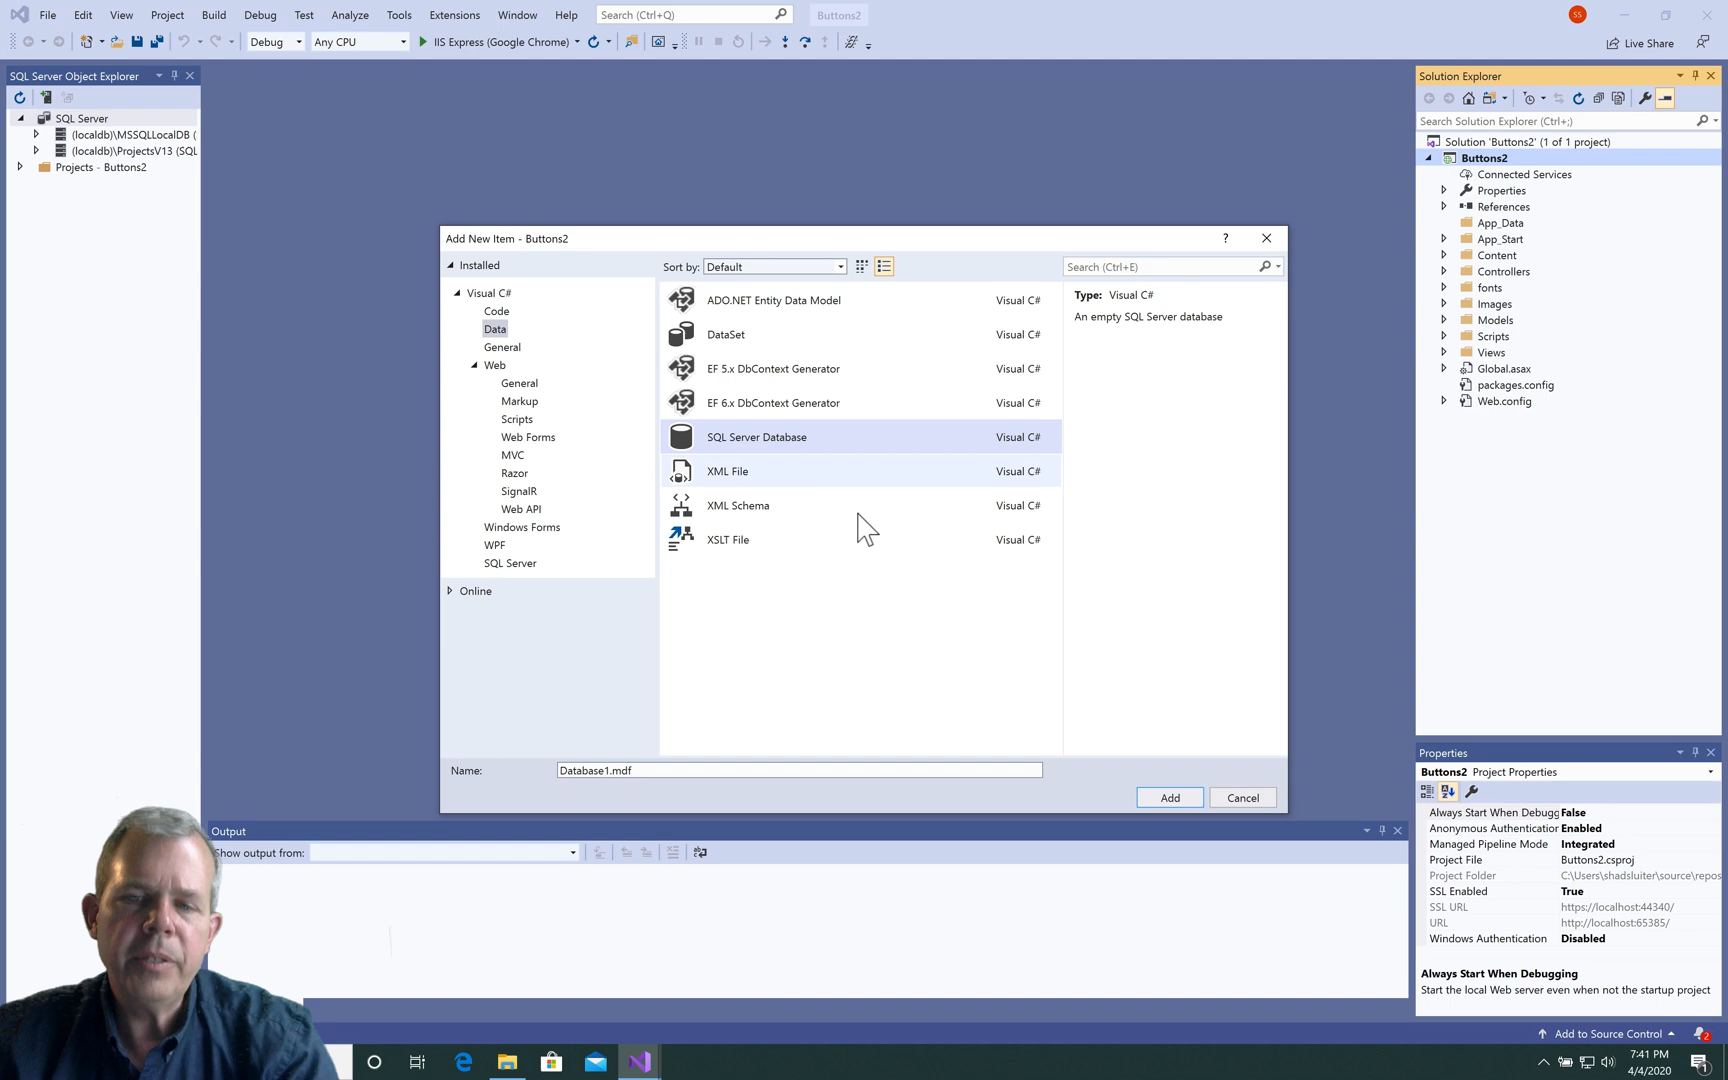 File Edit View Project Build Debug Test Analyze Tools Extensions Window Help Search (Ctrl+Q) Buttons2 SS
Debug Any CPU IIS Express (Google Chrome) Live Share
SQL Server Object Explorer
SQL Server
(localdb)\MSSQLLocalDB (
(localdb)\ProjectsV13 (SQL
Projects - Buttons2
Add New Item - Buttons2
?
Installed
Sort by: Default
Search (Ctrl+E)
Visual C#
Code
Data
General
Web
General
Markup
Scripts
Web Forms
MVC
Razor
SignalR
Web API
Windows Forms
WPF
SQL Server
Online
ADO.NET Entity Data Model Visual C#
DataSet Visual C#
EF 5.x DbContext Generator Visual C#
EF 6.x DbContext Generator Visual C#
SQL Server Database Visual C#
XML File Visual C#
XML Schema Visual C#
XSLT File Visual C#
Type: Visual C#
An empty SQL Server database
Name: Database1.mdf
Add Cancel
Output
Show output from:
Solution Explorer
Search Solution Explorer (Ctrl+;)
Solution 'Buttons2' (1 of 1 project)
Buttons2
Connected Services
Properties
References
App_Data
App_Start
Content
Controllers
fonts
Images
Models
Scripts
Views
Global.asax
packages.config
Web.config
Properties
Buttons2 Project Properties
Always Start When Debugg False
Anonymous Authentication Enabled
Managed Pipeline Mode Integrated
Project File Buttons2.csproj
Project Folder C:\Users\shadsluiter\source\repos
SSL Enabled True
SSL URL https://localhost:44340/
URL http://localhost:65385/
Windows Authentication Disabled
Always Start When Debugging
Start the local Web server even when not the startup project
Add to Source Control 2
7:41 PM
4/4/2020
1